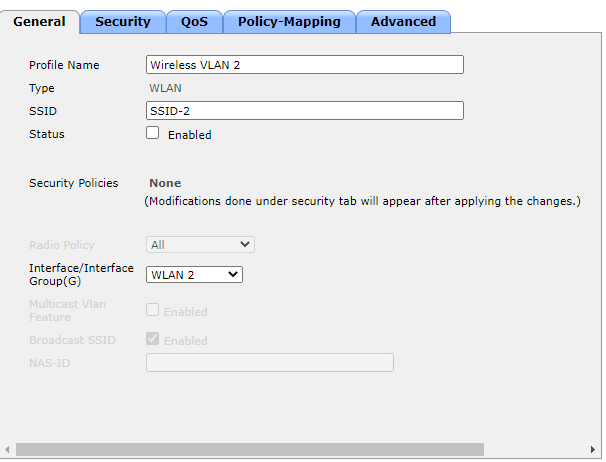 General Security QoS Policy-Mapping Advanced
Profile Name Wireless VLAN 2
Type WLAN
SSID SSID-2
Status Enabled
Security Policies None
(Modifications done under security tab will appear after applying the changes.)
Radio Policy All
Interface/Interface
Group(G) WLAN 2
Multicast Vlan
Feature Enabled
Broadcast SSID Enabled
NAS-ID